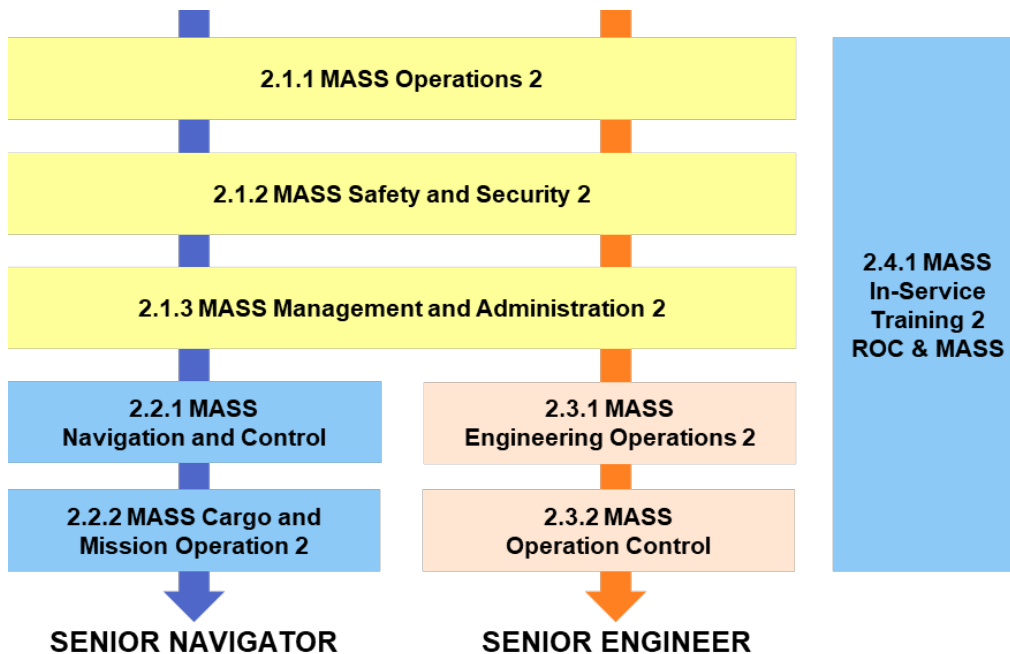 2.1.1 MASS Operations 2
2.1.2 MASS Safety and Security 2
2.1.3 MASS Management and Administration 2
2.2.1 MASS
Navigation and Control
2.3.1 MASS
Engineering Operations 2
2.2.2 MASS Cargo and
Mission Operation 2
2.3.2 MASS
Operation Control
2.4.1 MASS
In-Service
Training 2
ROC & MASS
SENIOR NAVIGATOR
SENIOR ENGINEER